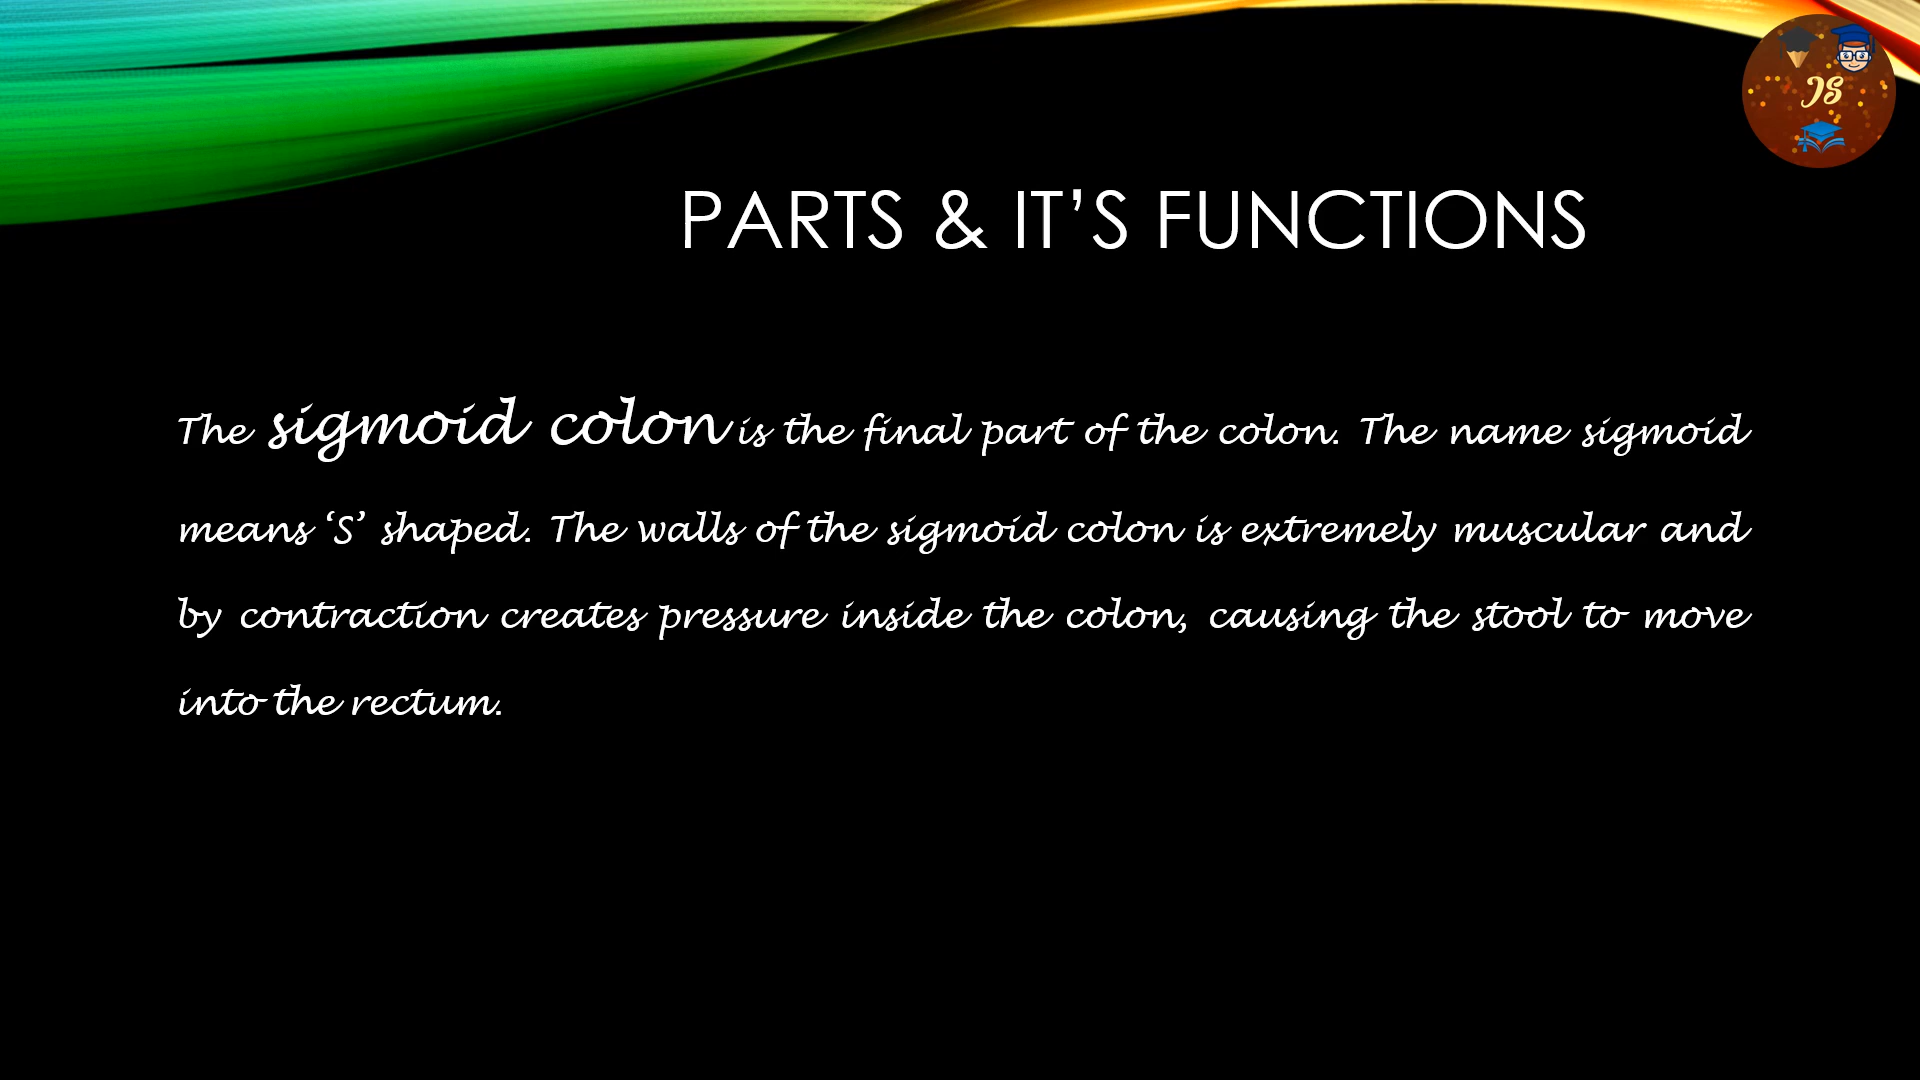 JS
PARTS & IT’S FUNCTIONS
The sigmoid colon is the final part of the colon. The name sigmoid
means ‘S’ shaped. The walls of the sigmoid colon is extremely muscular and
by contraction creates pressure inside the colon, causing the stool to move
into the rectum.